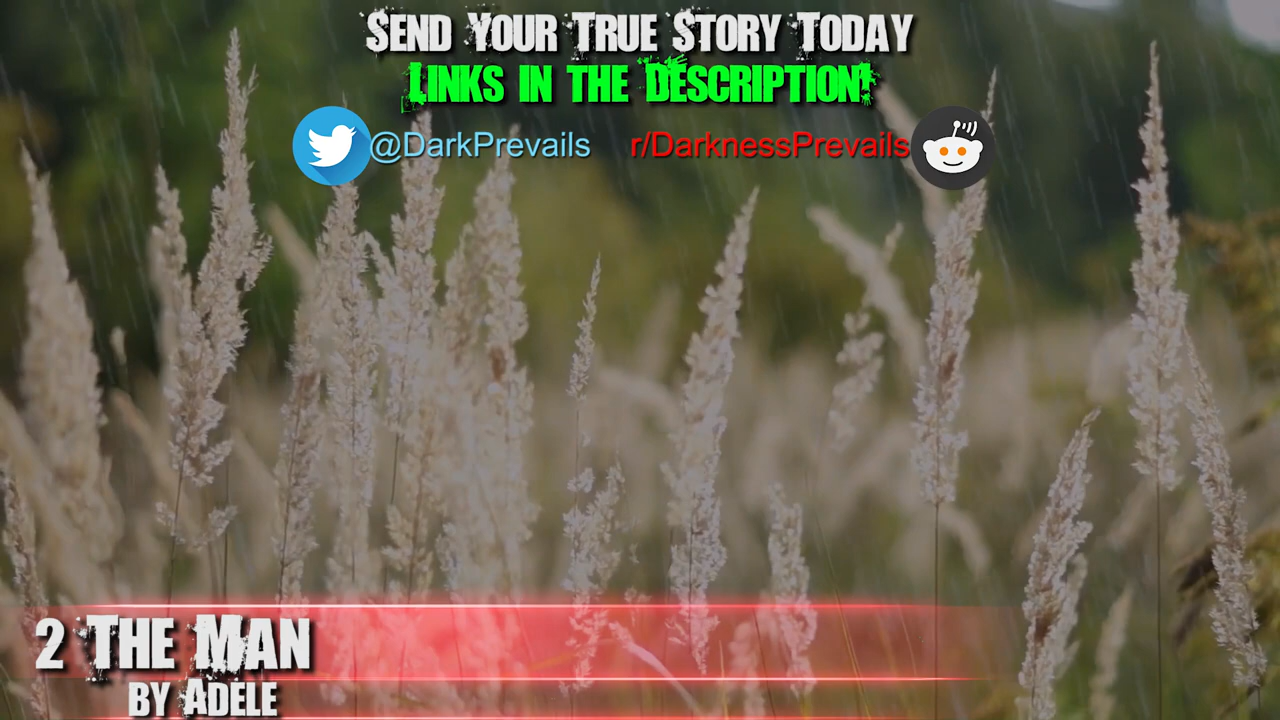 Send Your True Story Today
Links in the Description!
@DarkPrevails r/DarknessPrevails
2 The Man
by Adele